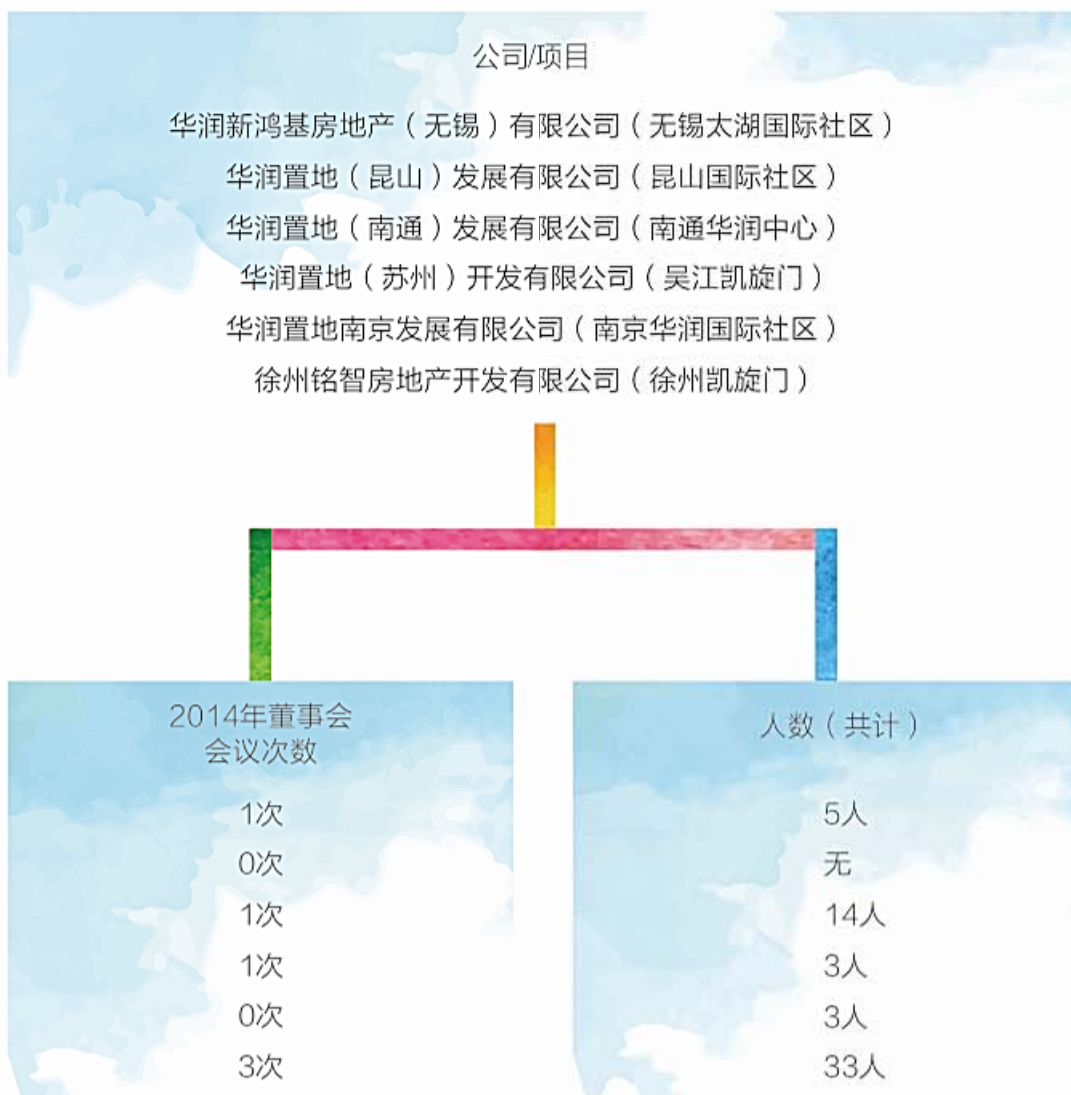 公司/项目
华润新鸿基房地产（无锡）有限公司（无锡太湖国际社区）
华润置地（昆山）发展有限公司（昆山国际社区）
华润置地（南通）发展有限公司（南通华润中心）
华润置地（苏州）开发有限公司（吴江凯旋门）
华润置地南京发展有限公司（南京华润国际社区）
徐州铭智房地产开发有限公司（徐州凯旋门）
2014年董事会
会议次数
1次
0次
1次
1次
0次
3次
人数（共计）
5人
无
14人
3人
3人
33人